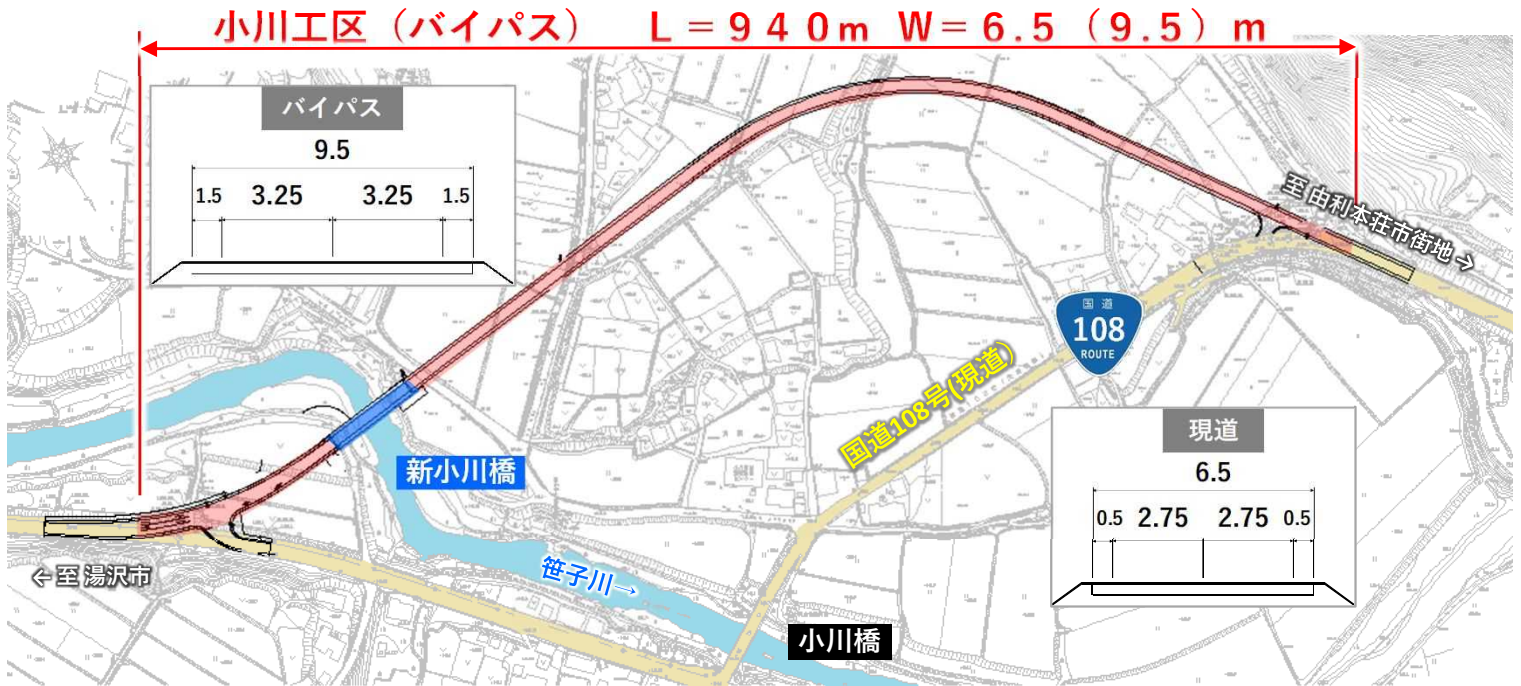 小川工区（バイパス）　L＝940m W＝6.5（9.5）m
バイパス
9.5
1.5 3.25 3.25 1.5
至 由利本荘市街地→
国道
108
ROUTE
国道108号(現道)
現道
6.5
0.5 2.75 2.75 0.5
新小川橋
←至 湯沢市
笹子川→
小川橋